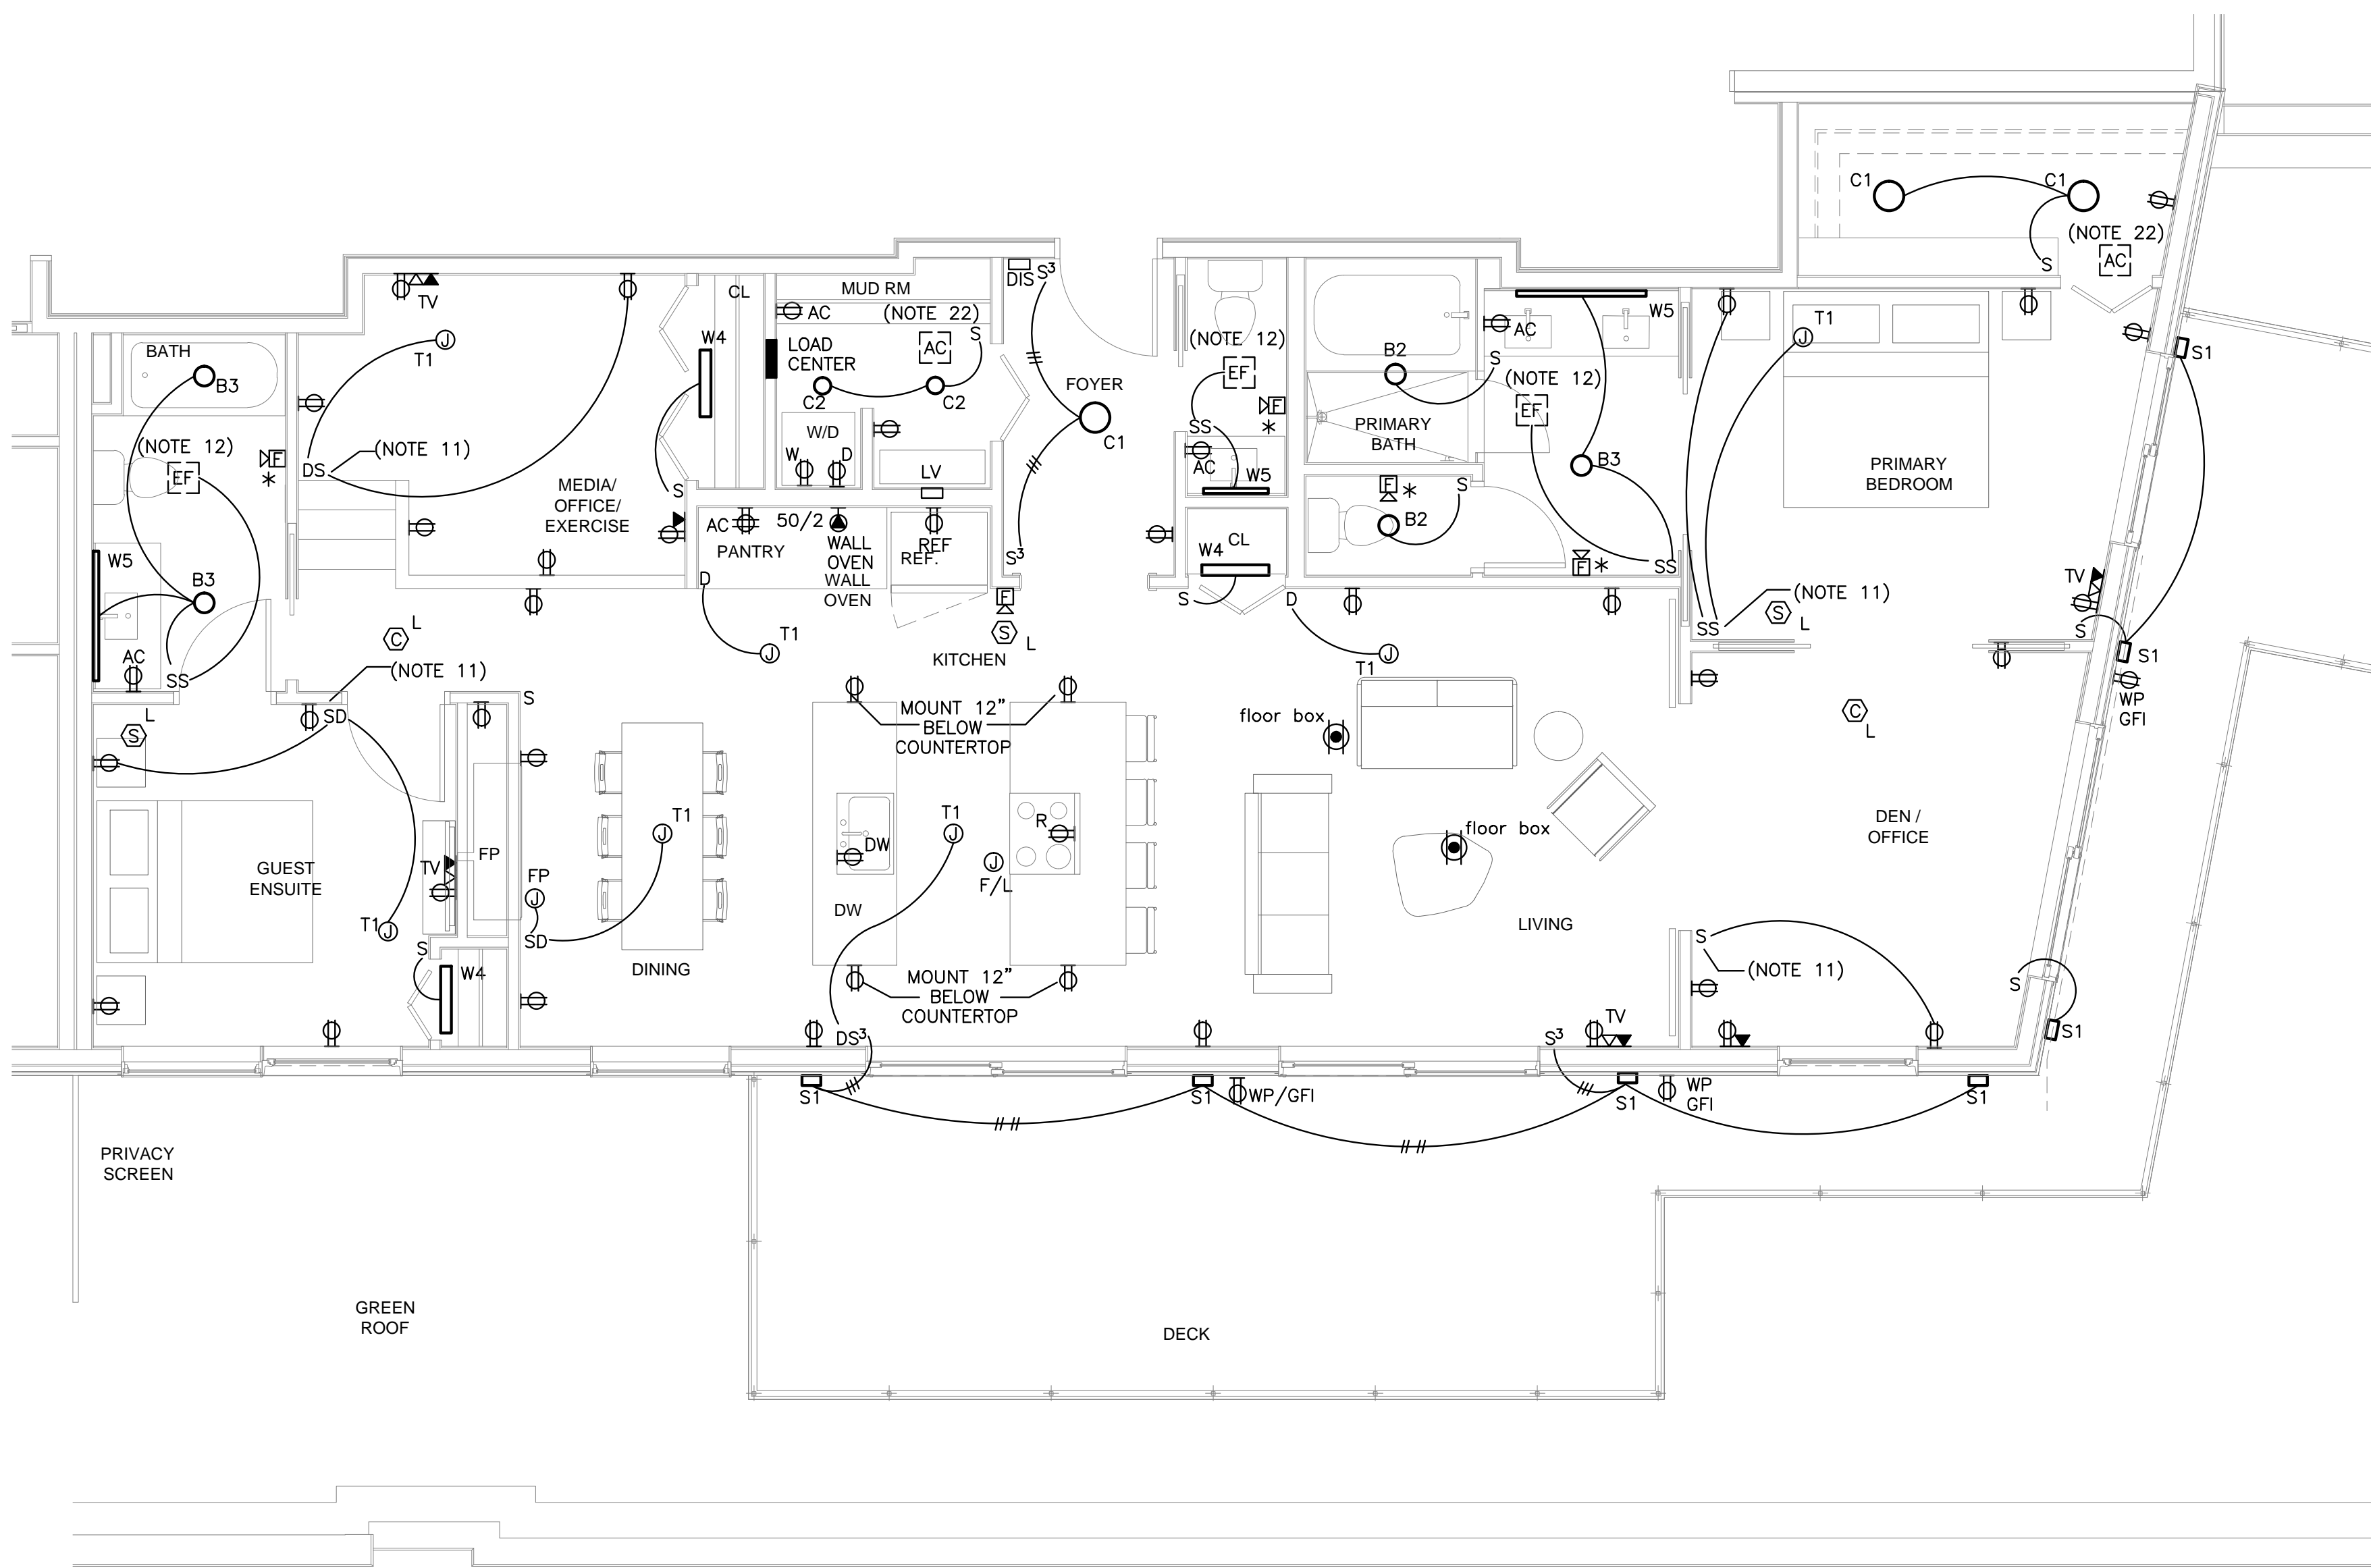 C1
C1
(NOTE 22)
AC
S
DIS
S3
MUD RM
CL
TV
AC
(NOTE 22)
S
AC
W4
LOAD
CENTER
C2
C2
FOYER
C1
W/D
W
D
LV
S3
T1
J
BATH
B3
(NOTE 12)
EF
F
*
DS
(NOTE 11)
MEDIA/
OFFICE/
EXERCISE
S
W5
B3
AC
SS
AC
PANTRY
50/2
WALL
OVEN
WALL
OVEN
REF
REF.
D
T1
J
F
S
L
KITCHEN
C
L
(NOTE 11)
(NOTE 12)
EF
F
*
SS
AC
W5
CL
W4
S
D
T1
J
B2
S
PRIMARY
BATH
AC
W5
(NOTE 12)
EF
B3
F
*
B2
S
F
*
SS
T1
J
PRIMARY
BEDROOM
SS
(NOTE 11)
S
L
TV
S
S1
S1
WP
GFI
L
S
SD
S
GUEST
ENSUITE
T1
J
TV
FP
FP
J
SD
S
W4
T1
J
DINING
MOUNT 12”
BELOW
COUNTERTOP
DW
DW
T1
J
J
F/L
R
MOUNT 12”
BELOW
COUNTERTOP
DS3
floor box
floor box
LIVING
C
L
DEN /
OFFICE
S
(NOTE 11)
S
S1
S3
TV
S1
S1
WP/GFI
S1
WP
GFI
S1
PRIVACY
SCREEN
GREEN
ROOF
DECK